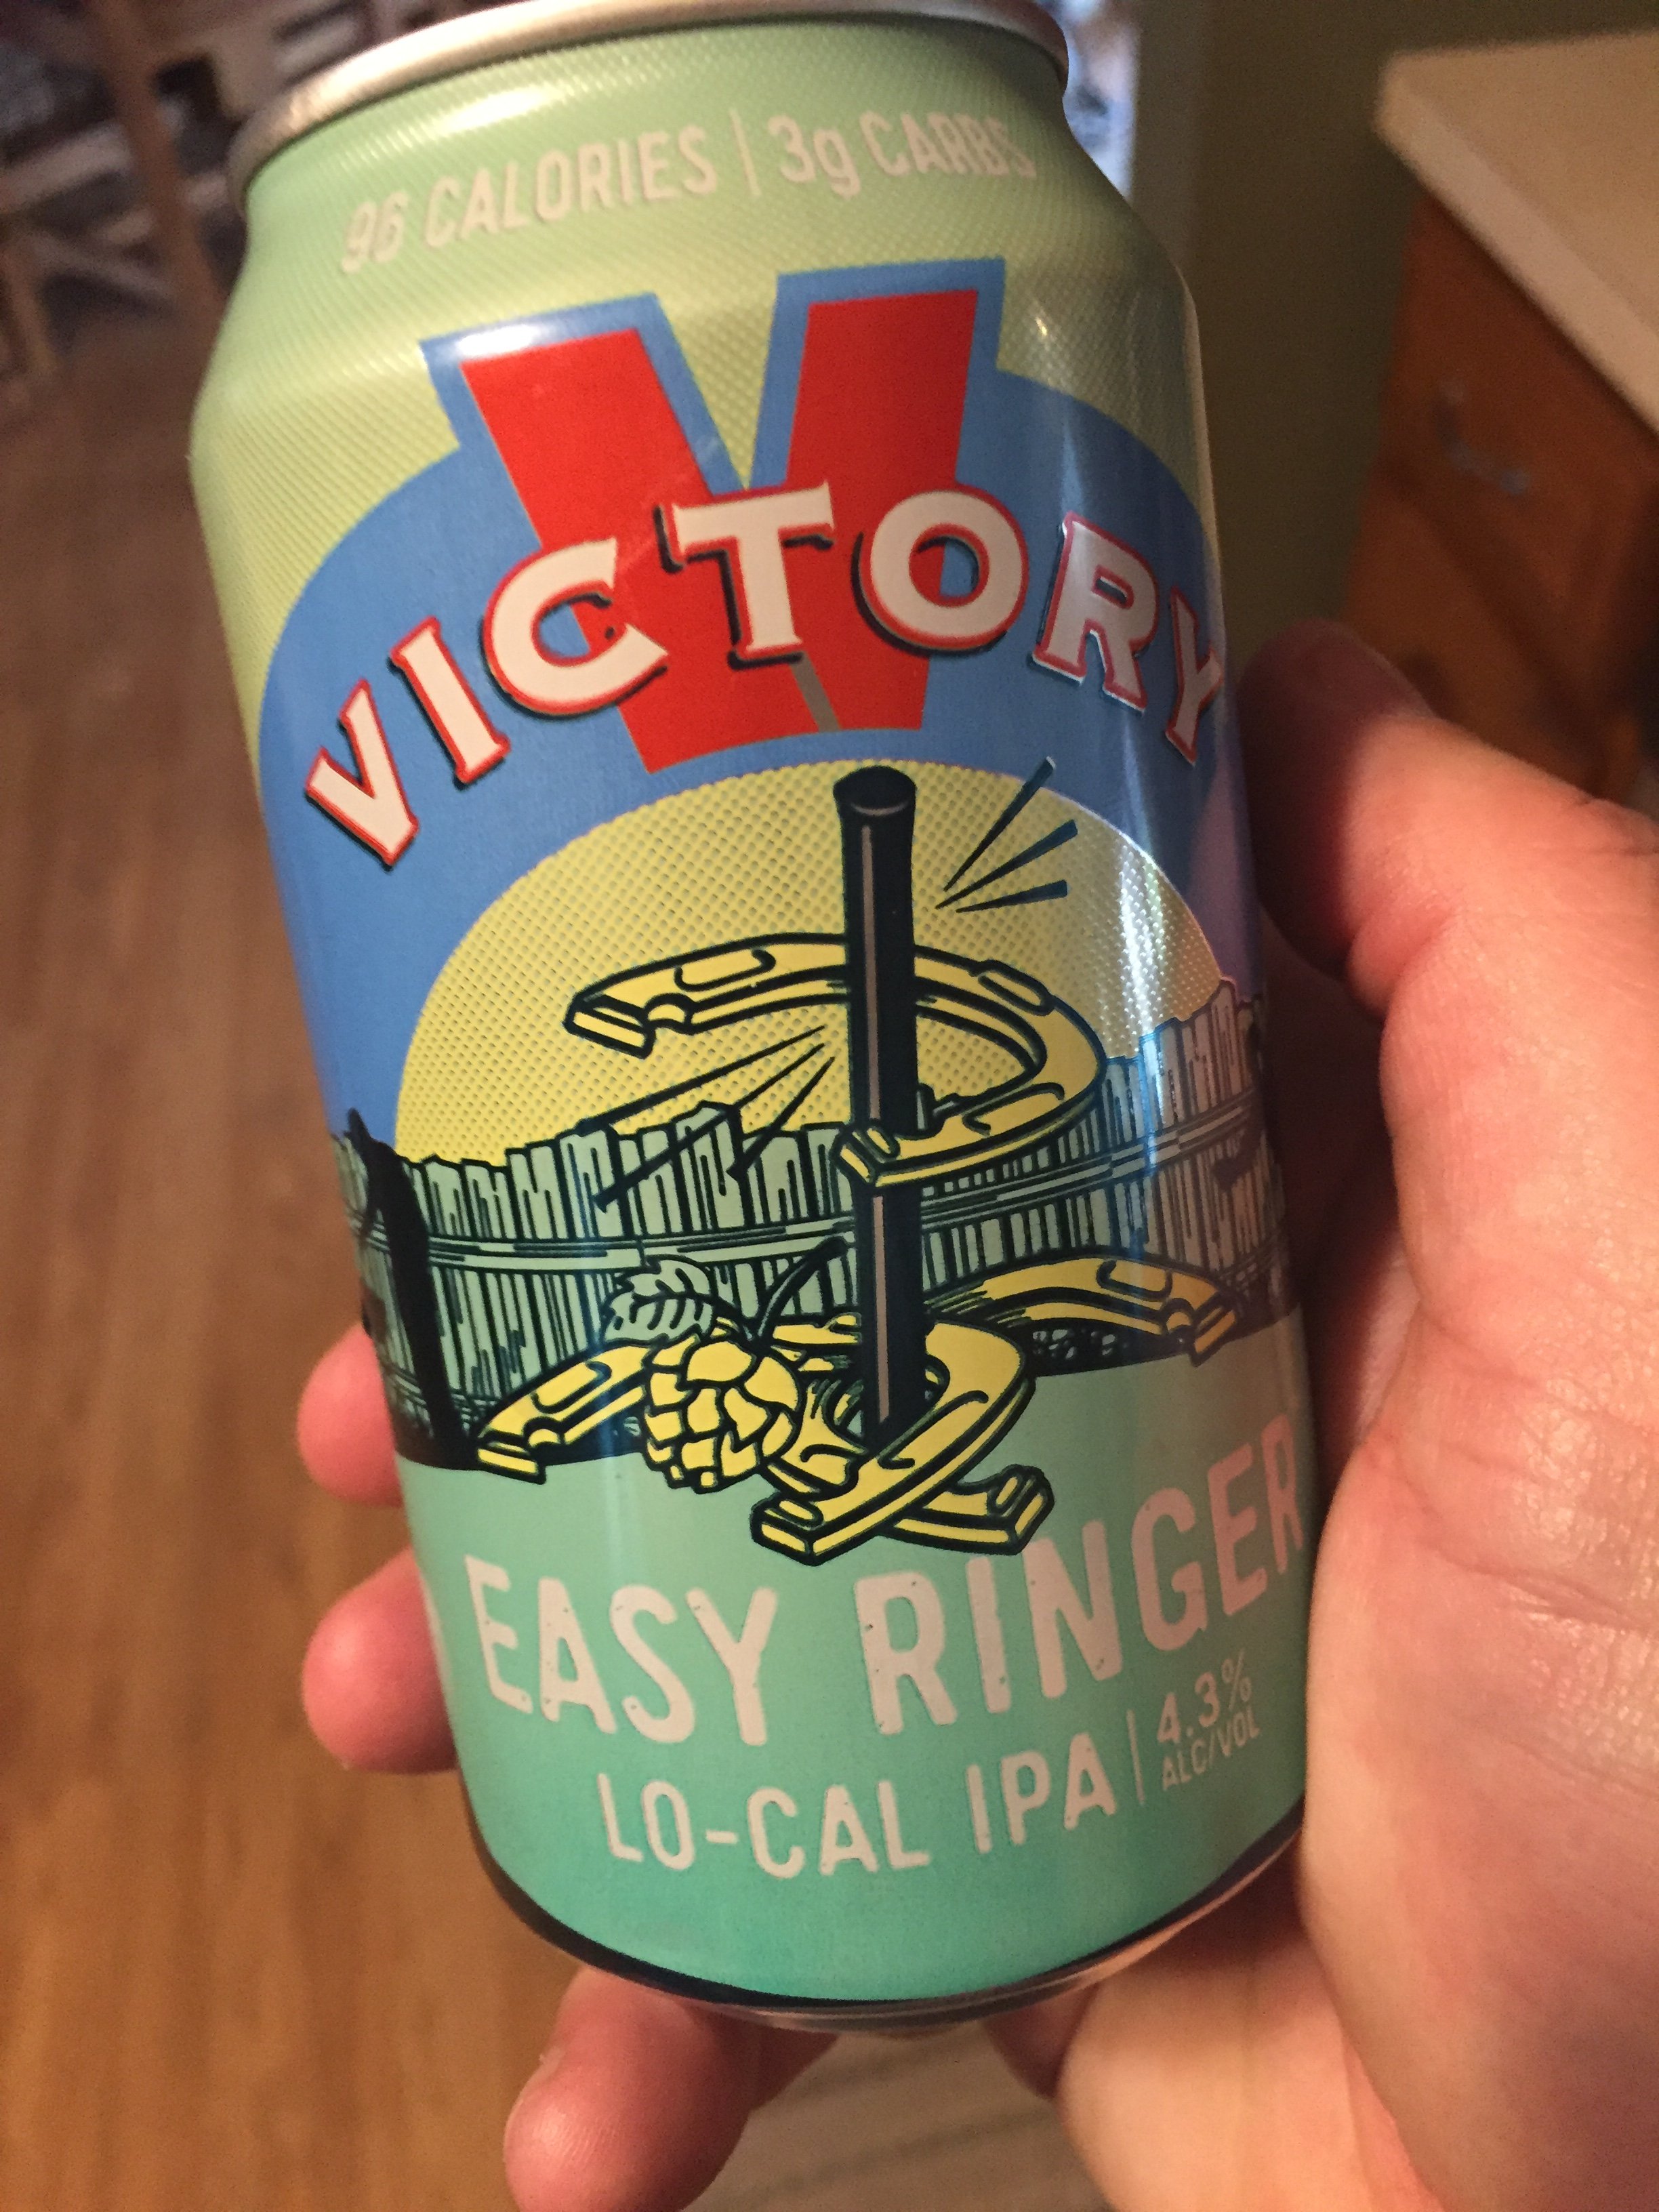 96 CALORIES | 3g CARBS
V
VICTORY
EASY RINGER
LO-CAL IPA | 4.3%
ALC/VOL